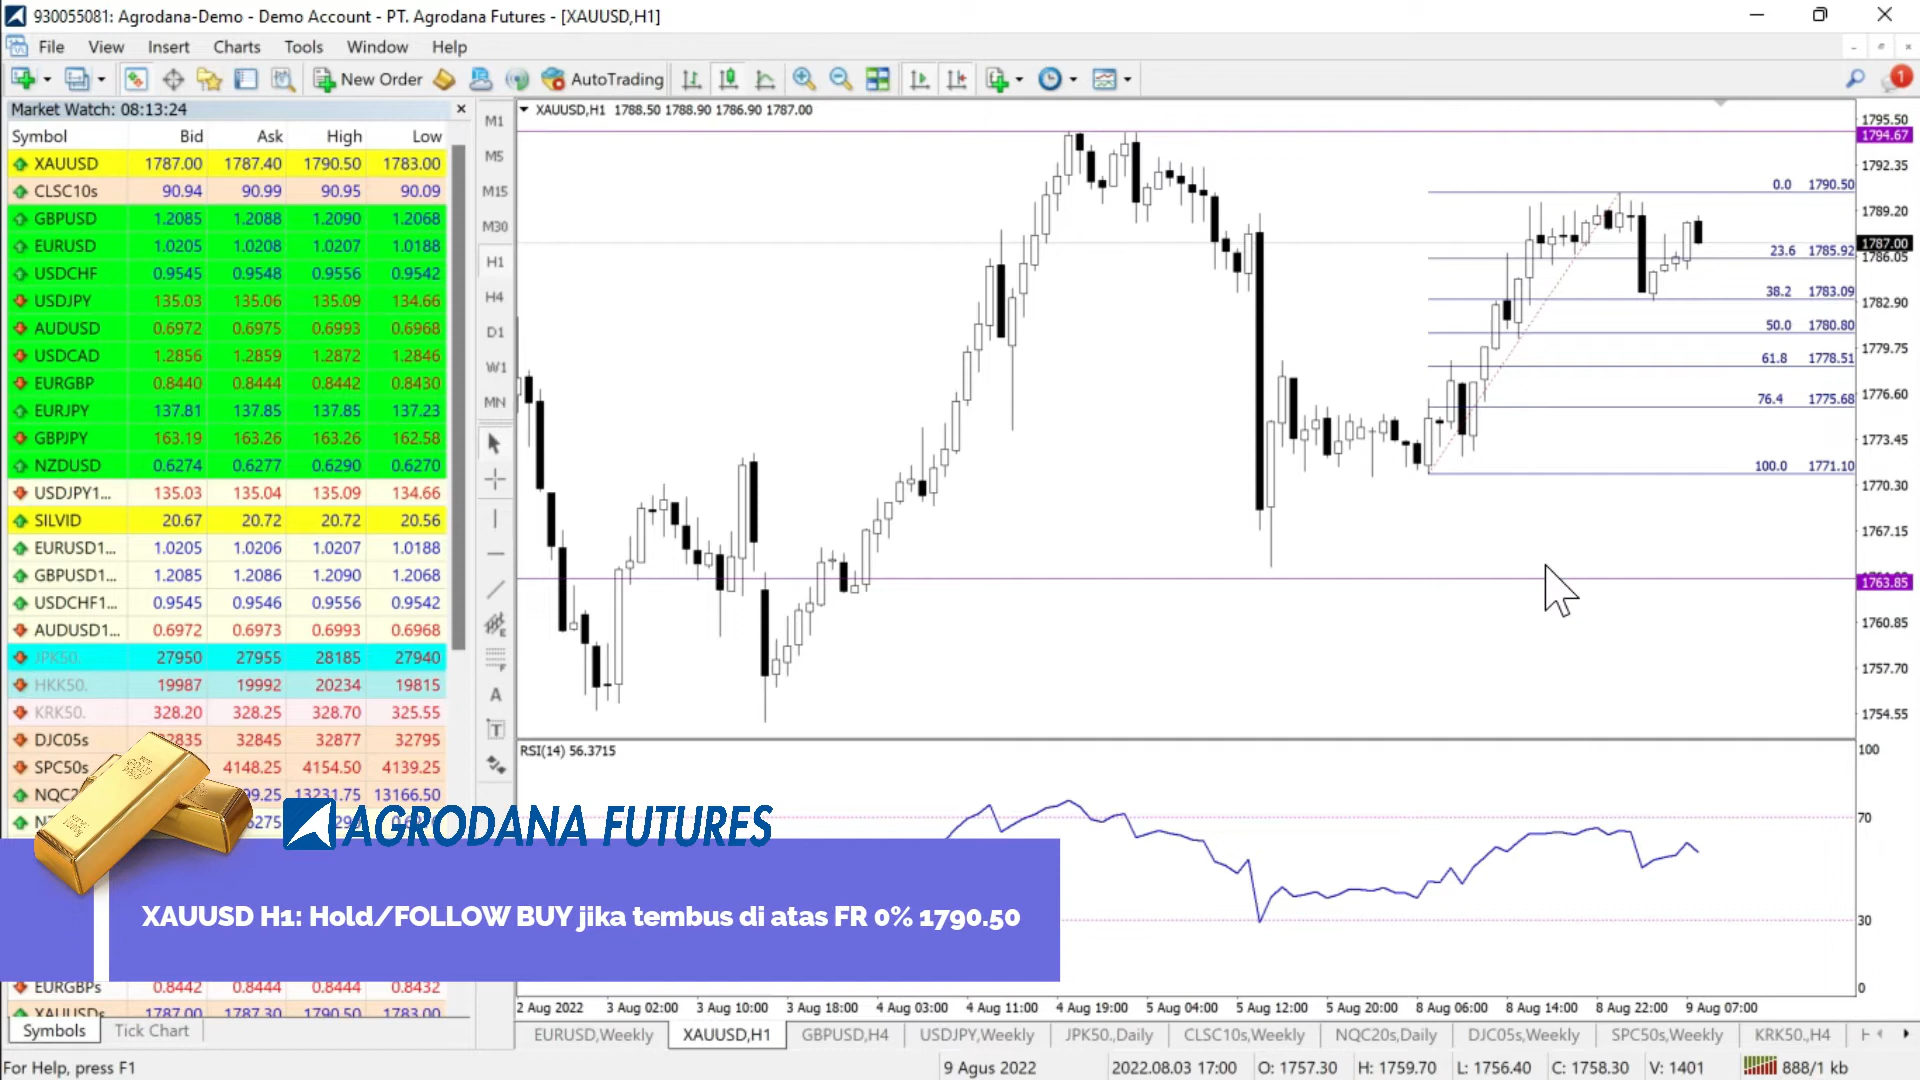 930055081: Agrodana-Demo - Demo Account - PT. Agrodana Futures - [XAUUSD,H1]
File View Insert Charts Tools Window Help
New Order AutoTrading 1
Market Watch: 08:13:24
Symbol Bid Ask High Low
XAUUSD 1787.00 1787.40 1790.50 1783.00
CLSC10s 90.94 90.99 90.95 90.09
GBPUSD 1.2085 1.2088 1.2090 1.2068
EURUSD 1.0205 1.0208 1.0207 1.0188
USDCHF 0.9545 0.9548 0.9556 0.9542
USDJPY 135.03 135.06 135.09 134.66
AUDUSD 0.6972 0.6975 0.6993 0.6968
USDCAD 1.2856 1.2859 1.2872 1.2846
EURGBP 0.8440 0.8444 0.8442 0.8430
EURJPY 137.81 137.85 137.85 137.23
GBPJPY 163.19 163.26 163.26 162.58
NZDUSD 0.6274 0.6277 0.6290 0.6270
USDJPY1... 135.03 135.04 135.09 134.66
SILVID 20.67 20.72 20.72 20.56
EURUSD1... 1.0205 1.0206 1.0207 1.0188
GBPUSD1... 1.2085 1.2086 1.2090 1.2068
USDCHF1... 0.9545 0.9546 0.9556 0.9542
AUDUSD1... 0.6972 0.6973 0.6993 0.6968
JPK50. 27950 27955 28185 27940
HKK50. 19987 19992 20234 19815
KRK50. 328.20 328.25 328.70 325.55
DJC05s 32845 32877 32795
SPC50s 4148.25 4154.50 4139.25
13231.75 13166.50
EURGBPs 0.8442 0.8444 0.8444 0.8432
XAUUSDs 1787.00 1787.30 1790.50 1783.00
Symbols Tick Chart
M1
M5
M15
M30
H1
H4
D1
W1
MN
A
T
XAUUSD,H1 1788.50 1788.90 1786.90 1787.00
0.0 1790.50
23.6 1785.92
38.2 1783.09
50.0 1780.80
61.8 1778.51
76.4 1775.68
100.0 1771.10
1795.50
1794.67
1792.35
1789.20
1787.00
1786.05
1782.90
1779.75
1776.60
1773.45
1770.30
1767.15
1763.85
1760.85
1757.70
1754.55
RSI(14) 56.3715
100
70
30
0
AGRODANA FUTURES
XAUUSD H1: Hold/FOLLOW BUY jika tembus di atas FR 0% 1790.50
2 Aug 2022 3 Aug 02:00 3 Aug 10:00 3 Aug 18:00 4 Aug 03:00 4 Aug 11:00 4 Aug 19:00 5 Aug 04:00 5 Aug 12:00 5 Aug 20:00 8 Aug 06:00 8 Aug 14:00 8 Aug 22:00 9 Aug 07:00
EURUSD,Weekly XAUUSD,H1 GBPUSD,H4 USDJPY,Weekly JPK50.,Daily CLSC10s,Weekly NQC20s,Daily DJC05s,Weekly SPC50s,Weekly KRK50.,H4
For Help, press F1 9 Agus 2022 2022.08.03 17:00 O: 1757.30 H: 1759.70 L: 1756.40 C: 1758.30 V: 1401 888/1 kb